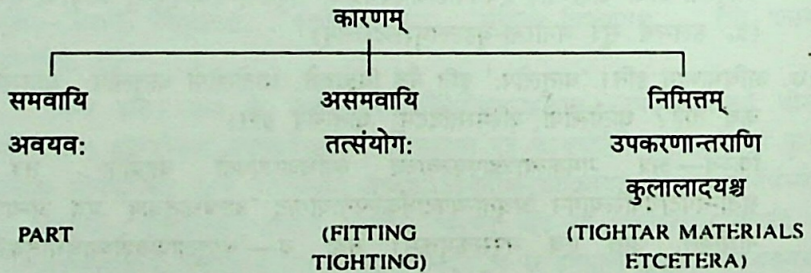 कारणम्
समवायि असमवायि निमित्तम्
अवयव: तत्संयोग: उपकरणान्तराणि
कुलालादयश्च
PART (FITTING (TIGHTAR MATERIALS
TIGHTING) ETCETERA)